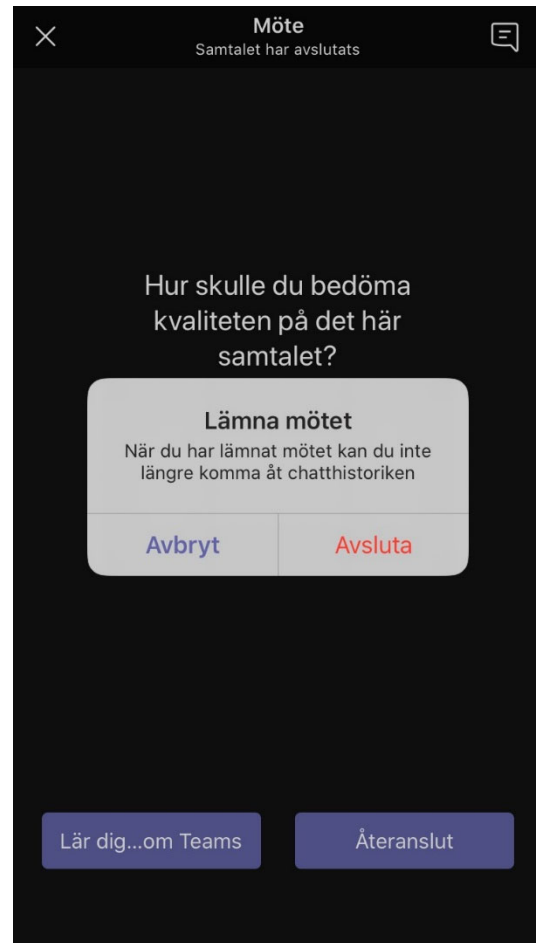 Möte
Samtalet har avslutats
Hur skulle du bedöma
kvaliteten på det här
samtalet?
Lämna mötet
När du har lämnat mötet kan du inte
längre komma åt chatthistoriken
Avbryt
Avsluta
Lär dig...om Teams
Återanslut